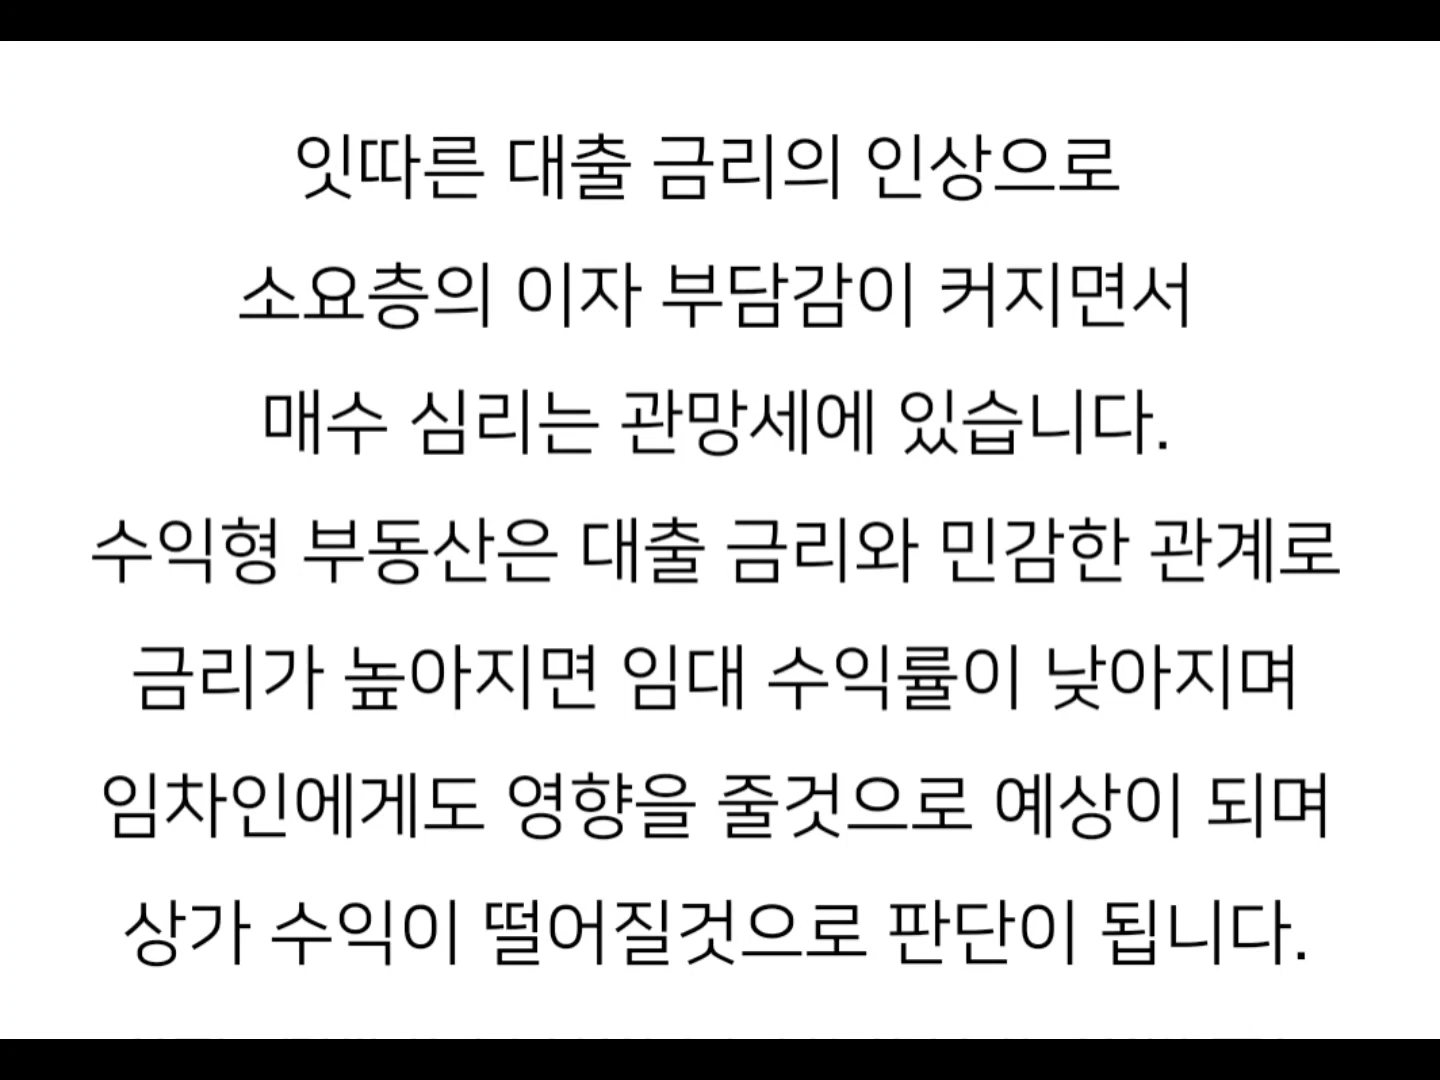 잇따른 대출 금리의 인상으로
소요층의 이자 부담감이 커지면서
매수 심리는 관망세에 있습니다.
수익형 부동산은 대출 금리와 민감한 관계로
금리가 높아지면 임대 수익률이 낮아지며
임차인에게도 영향을 줄것으로 예상이 되며
상가 수익이 떨어질것으로 판단이 됩니다.